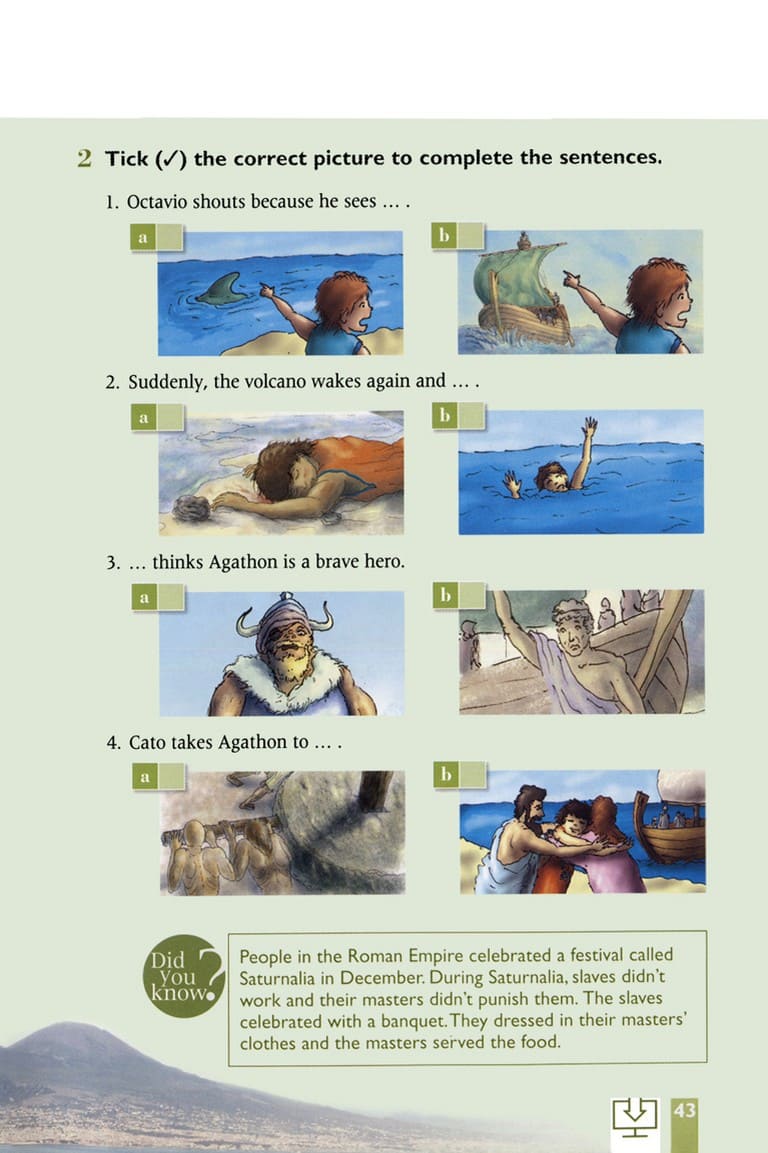 2 Tick (✓) the correct picture to complete the sentences.
1. Octavio shouts because he sees ... .
a
b
2. Suddenly, the volcano wakes again and ... .
a
b
3. ... thinks Agathon is a brave hero.
a
b
4. Cato takes Agathon to ... .
a
b
Did
you
know?
People in the Roman Empire celebrated a festival called
Saturnalia in December. During Saturnalia, slaves didn't
work and their masters didn't punish them. The slaves
celebrated with a banquet. They dressed in their masters'
clothes and the masters served the food.
43